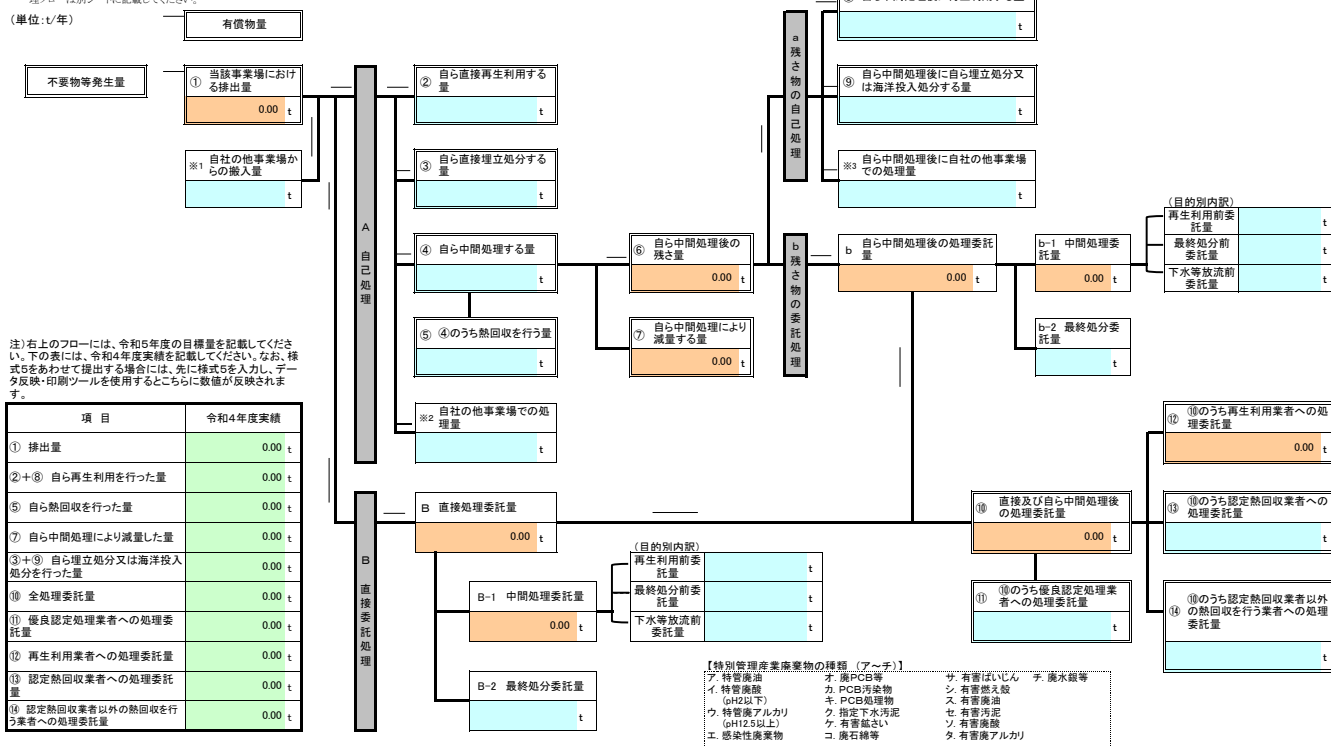 (単位:t/年)
有償物量
不要物等発生量
① 当該事業場におけ
る排出量
0.00 t
※1 自社の他事業場か
らの搬入量
t
A 自己処理
② 自ら直接再生利用する
量
t
③ 自ら直接埋立処分する
量
t
④ 自ら中間処理する量
t
⑤ ④のうち熱回収を行う量
t
※2 自社の他事業場での処
理量
t
⑥ 自ら中間処理後の
残さ量
0.00 t
⑦ 自ら中間処理により
減量する量
0.00 t
a 残さ物の自己処理
t
⑨ 自ら中間処理後に自ら埋立処分又
は海洋投入処分する量
t
※3 自ら中間処理後に自社の他事業場
での処理量
t
b 残さ物の委託処理
b 自ら中間処理後の処理委託
量
0.00 t
b-1 中間処理委
託量
0.00 t
b-2 最終処分委
託量
t
(目的別内訳)
再生利用前委
託量
t
最終処分前
委託量
t
下水等放流前
委託量
t
注)右上のフローには、令和5年度の目標量を記載してくださ
い。下の表には、令和4年度実績を記載してください。なお、様
式5をあわせて提出する場合には、先に様式5を入力し、デー
タ反映・印刷ツールを使用するとこちらに数値が反映されま
す。
項 目 令和4年度実績
① 排出量 0.00 t
②+⑧ 自ら再生利用を行った量 0.00 t
⑤ 自ら熱回収を行った量 0.00 t
⑦ 自ら中間処理により減量した量 0.00 t
③+⑨ 自ら埋立処分又は海洋投入
処分を行った量 0.00 t
⑩ 全処理委託量 0.00 t
⑪ 優良認定処理業者への処理委
託量 0.00 t
⑫ 再生利用業者への処理委託量 0.00 t
⑬ 認定熱回収業者への処理委託
量 0.00 t
⑭ 認定熱回収業者以外の熱回収を行
う業者への処理委託量 0.00 t
B 直接委託処理
B 直接処理委託量
0.00 t
B-1 中間処理委託量
0.00 t
B-2 最終処分委託量
t
(目的別内訳)
再生利用前委
託量
t
最終処分前委
託量
t
下水等放流前
委託量
t
⑩ 直接及び自ら中間処理後
の処理委託量
0.00 t
⑪ ⑩のうち優良認定処理業
者への処理委託量
t
⑫ ⑩のうち再生利用業者への処
理委託量
0.00 t
⑬ ⑩のうち認定熱回収業者への
処理委託量
t
⑭ ⑩のうち認定熱回収業者以外
の熱回収を行う業者への処理
委託量
t
【特別管理産業廃棄物の種類 (ア~チ)】
ア. 特管廃油 オ. 廃PCB等 サ. 有害ばいじん チ. 廃水銀等
イ. 特管廃酸 カ. PCB汚染物 シ. 有害燃え殻
(pH2以下) キ. PCB処理物 ス. 有害廃油
ウ. 特管廃アルカリ ク. 指定下水汚泥 セ. 有害汚泥
(pH12.5以上) ケ. 有害鉱さい ソ. 有害廃酸
エ. 感染性廃棄物 コ. 廃石綿等 タ. 有害廃アルカリ